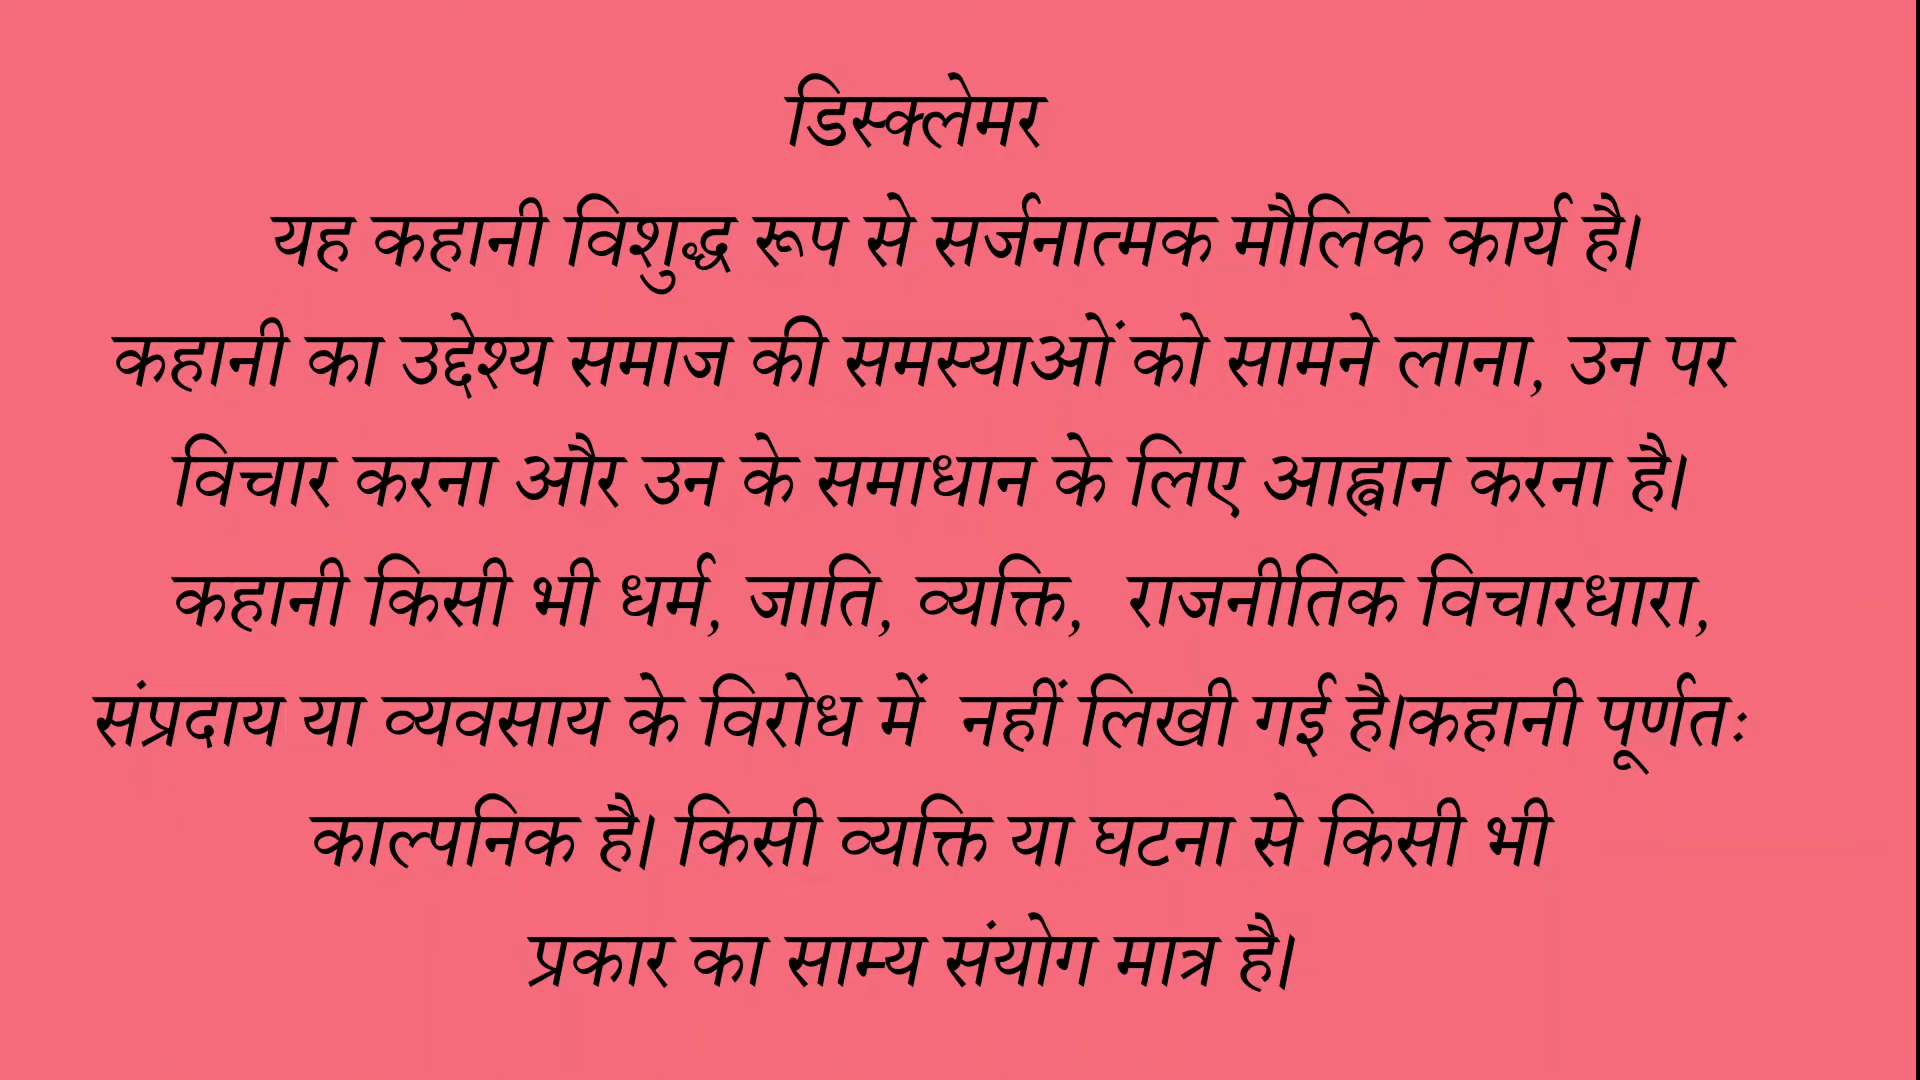 डिस्क्लेमर
यह कहानी विशुद्ध रूप से सर्जनात्मक मौलिक कार्य है।
कहानी का उद्देश्य समाज की समस्याओं को सामने लाना, उन पर
विचार करना और उन के समाधान के लिए आह्वान करना है।
कहानी किसी भी धर्म, जाति, व्यक्ति, राजनीतिक विचारधारा,
संप्रदाय या व्यवसाय के विरोध में नहीं लिखी गई है।कहानी पूर्णतः
काल्पनिक है। किसी व्यक्ति या घटना से किसी भी
प्रकार का साम्य संयोग मात्र है।